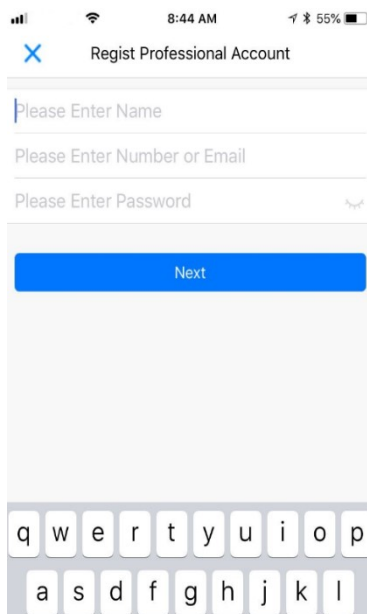 8:44 AM 55%
Regist Professional Account
Please Enter Name
Please Enter Number or Email
Please Enter Password
Next
q w e r t y u i o p
a s d f g h j k l